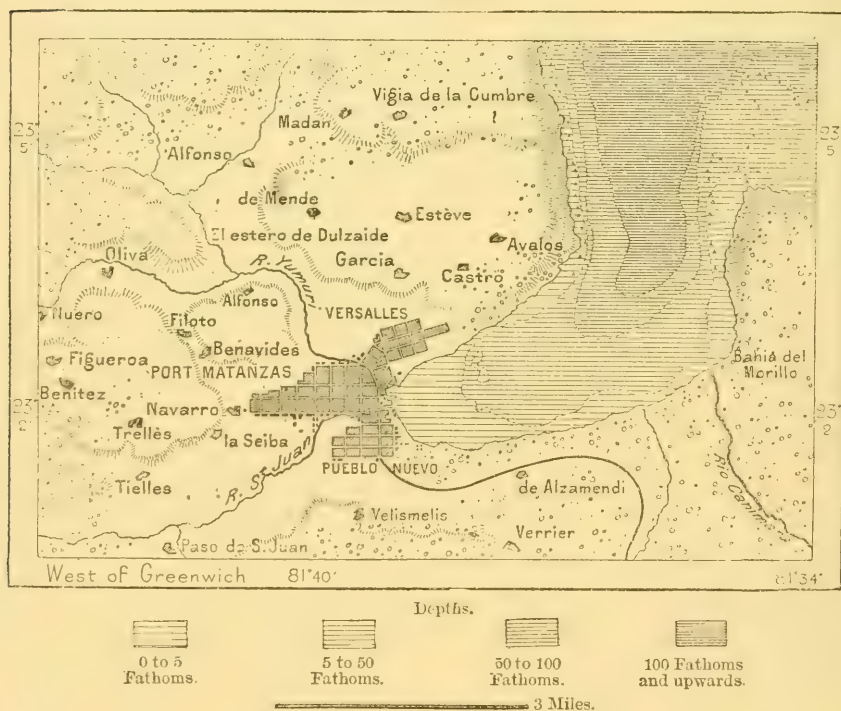 Vigia de la Cumbre
Madan
23°
5
23°
5
Alfonso
de Mende
Estève
El estero de Dulzaide
Avalos
Oliva
R. Yumuri
Garcia
Castro
Alfonso
Nuero
VERSALLES
Filoto
Figueroa
Benavides
Bahia del
Morillo
PORT MATANZAS
Benitez
23°
2
Navarro
23°
2
Trellès
la Seiba
R. St. Juan
PUEBLO NUEVO
Rio Canimar
Tielles
de Alzamendi
Velismelis
Verrier
Paso de S. Juan
West of Greenwich 81°40'
81°34'
Depths.
0 to 5
Fathoms.
5 to 50
Fathoms.
50 to 100
Fathoms.
100 Fathoms
and upwards.
3 Miles.